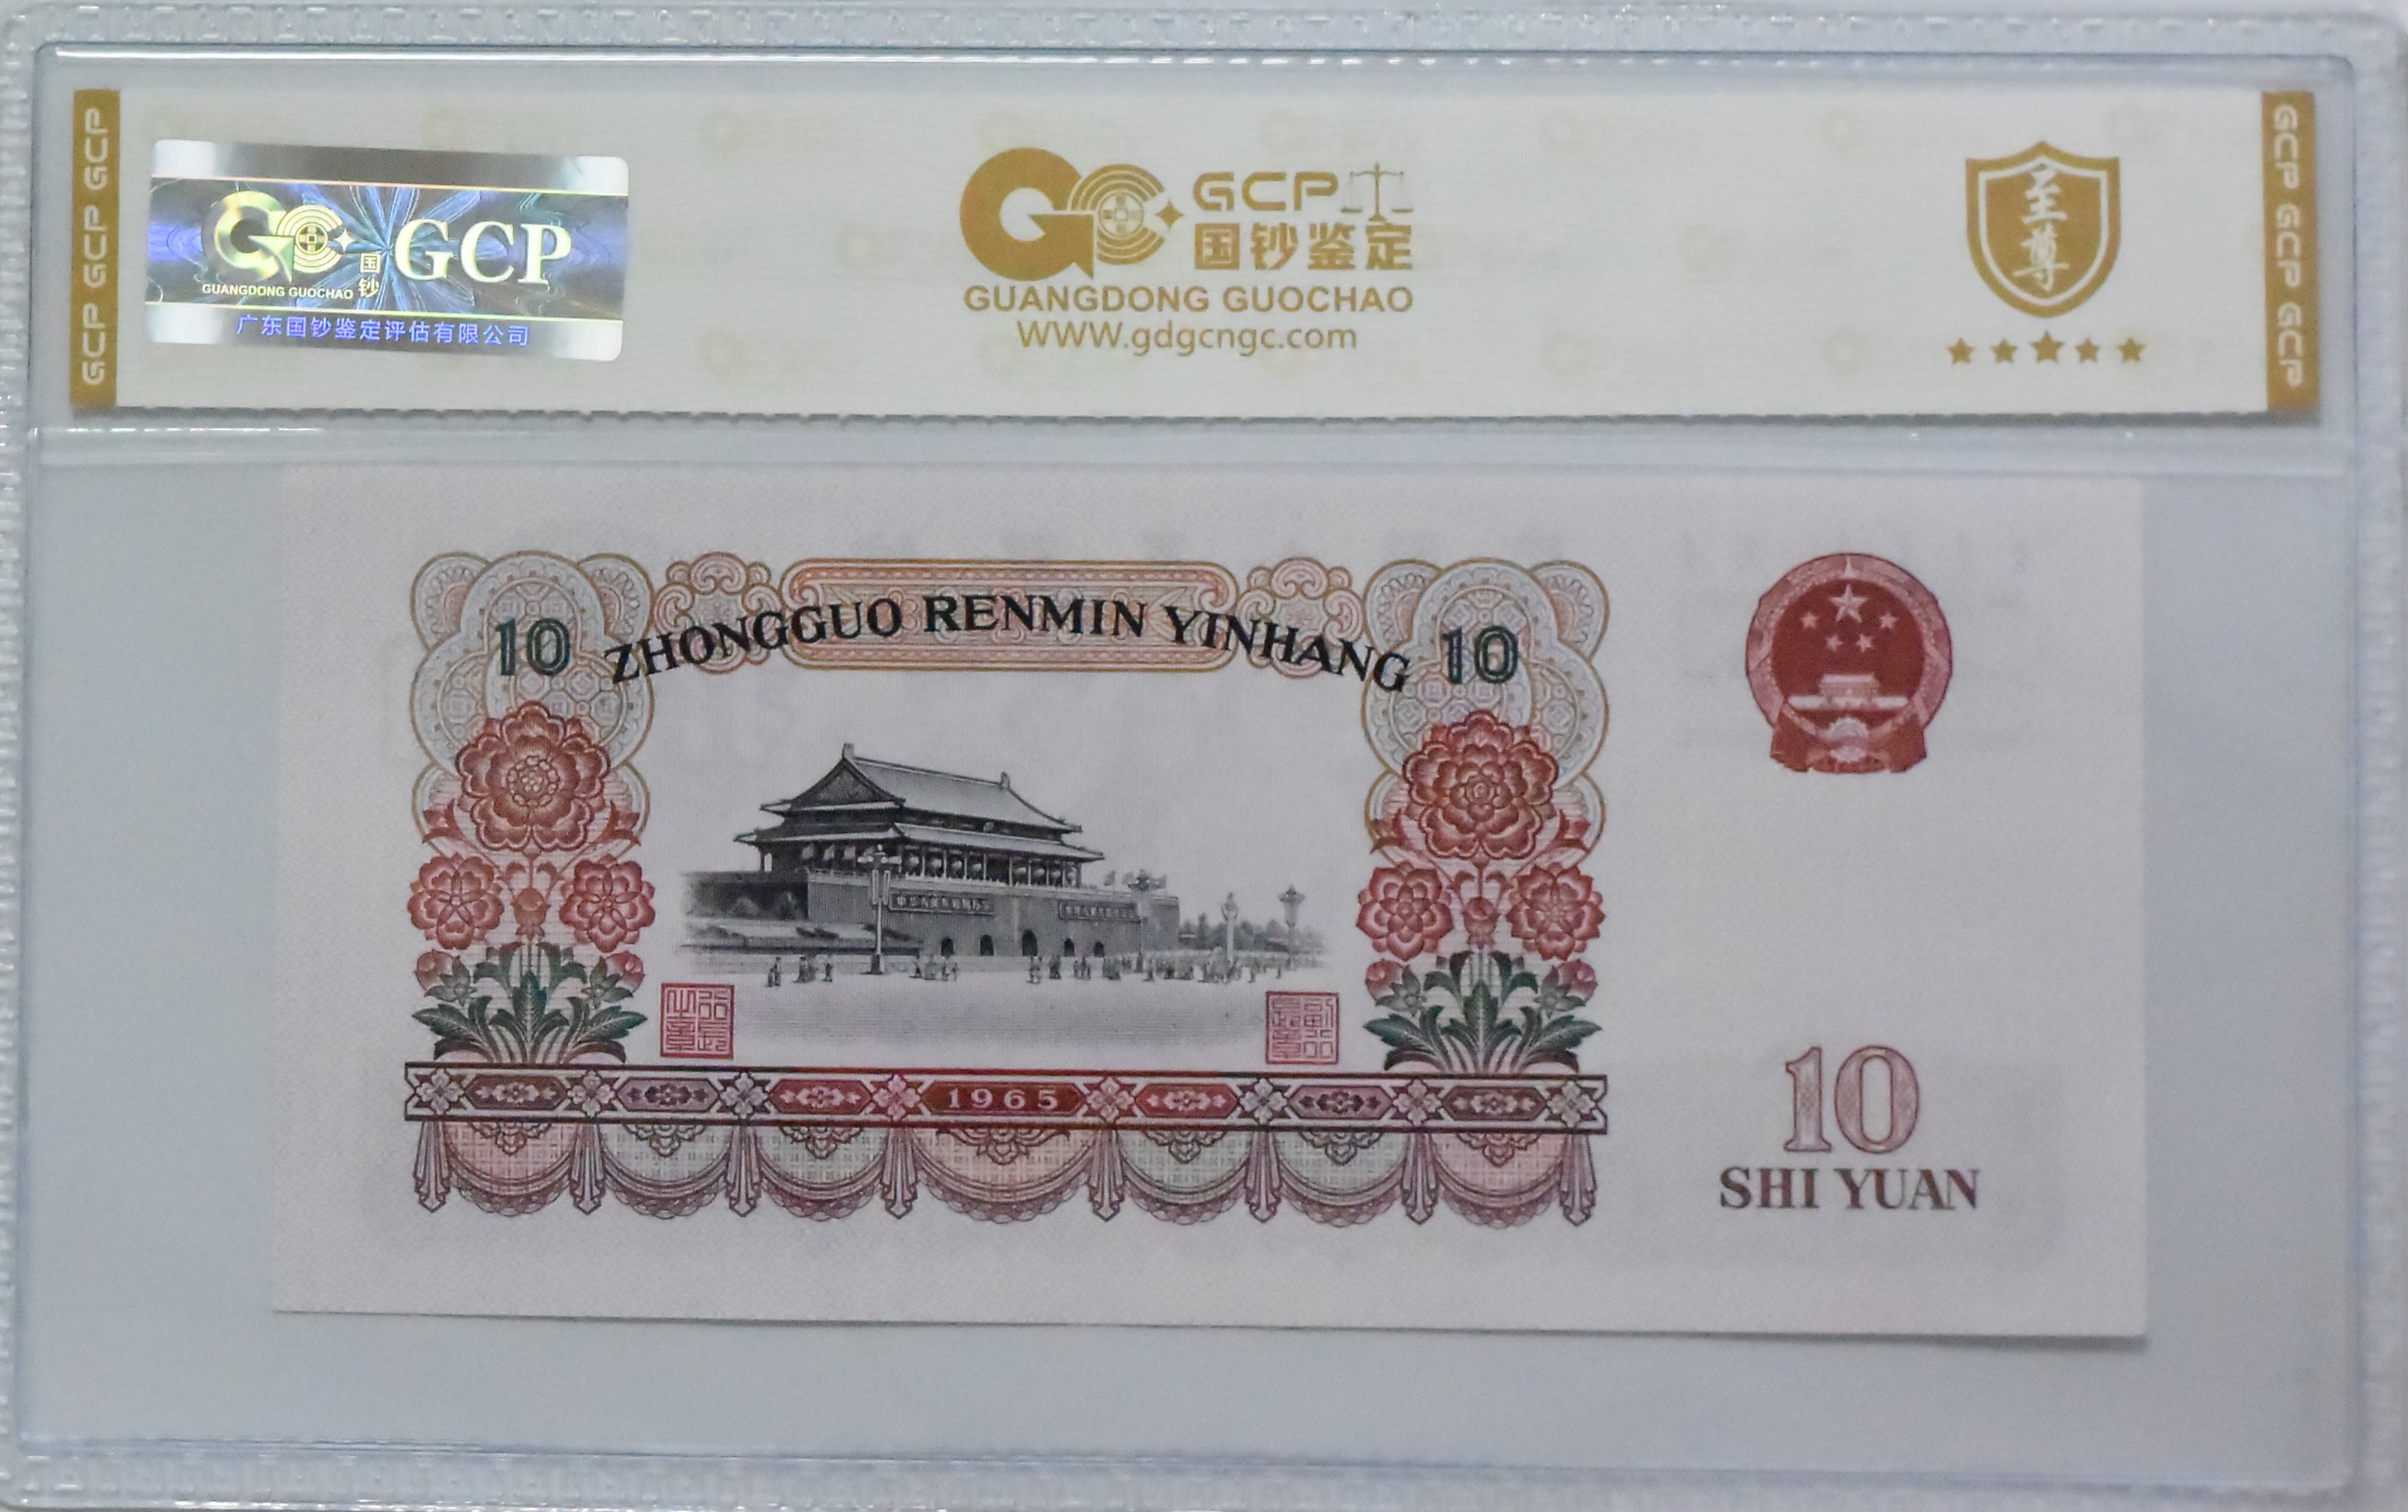 GCP GCP GCP
GUANGDONG GUOCHAO
国钞
GCP
广东国钞鉴定评估有限公司
GCP
国钞鉴定
GUANGDONG GUOCHAO
WWW.gdgcngc.com
至尊
GCP GCP GCP
10 ZHONGGUO RENMIN YINHANG 10
1965
10
SHI YUAN